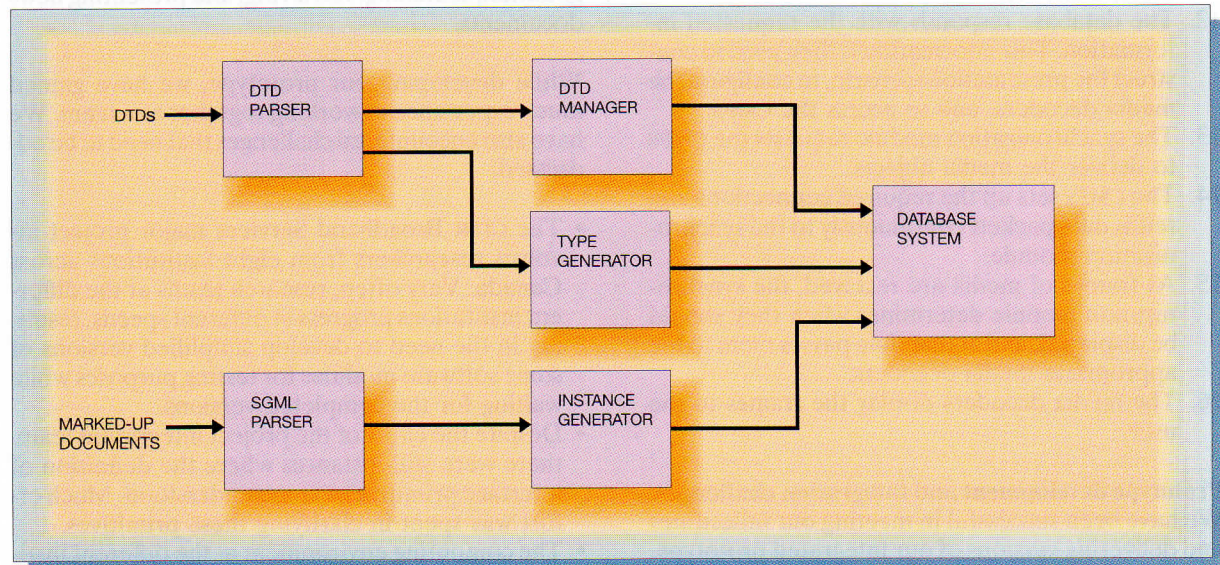 DTDs
DTD
PARSER
DTD
MANAGER
TYPE
GENERATOR
DATABASE
SYSTEM
MARKED-UP
DOCUMENTS
SGML
PARSER
INSTANCE
GENERATOR